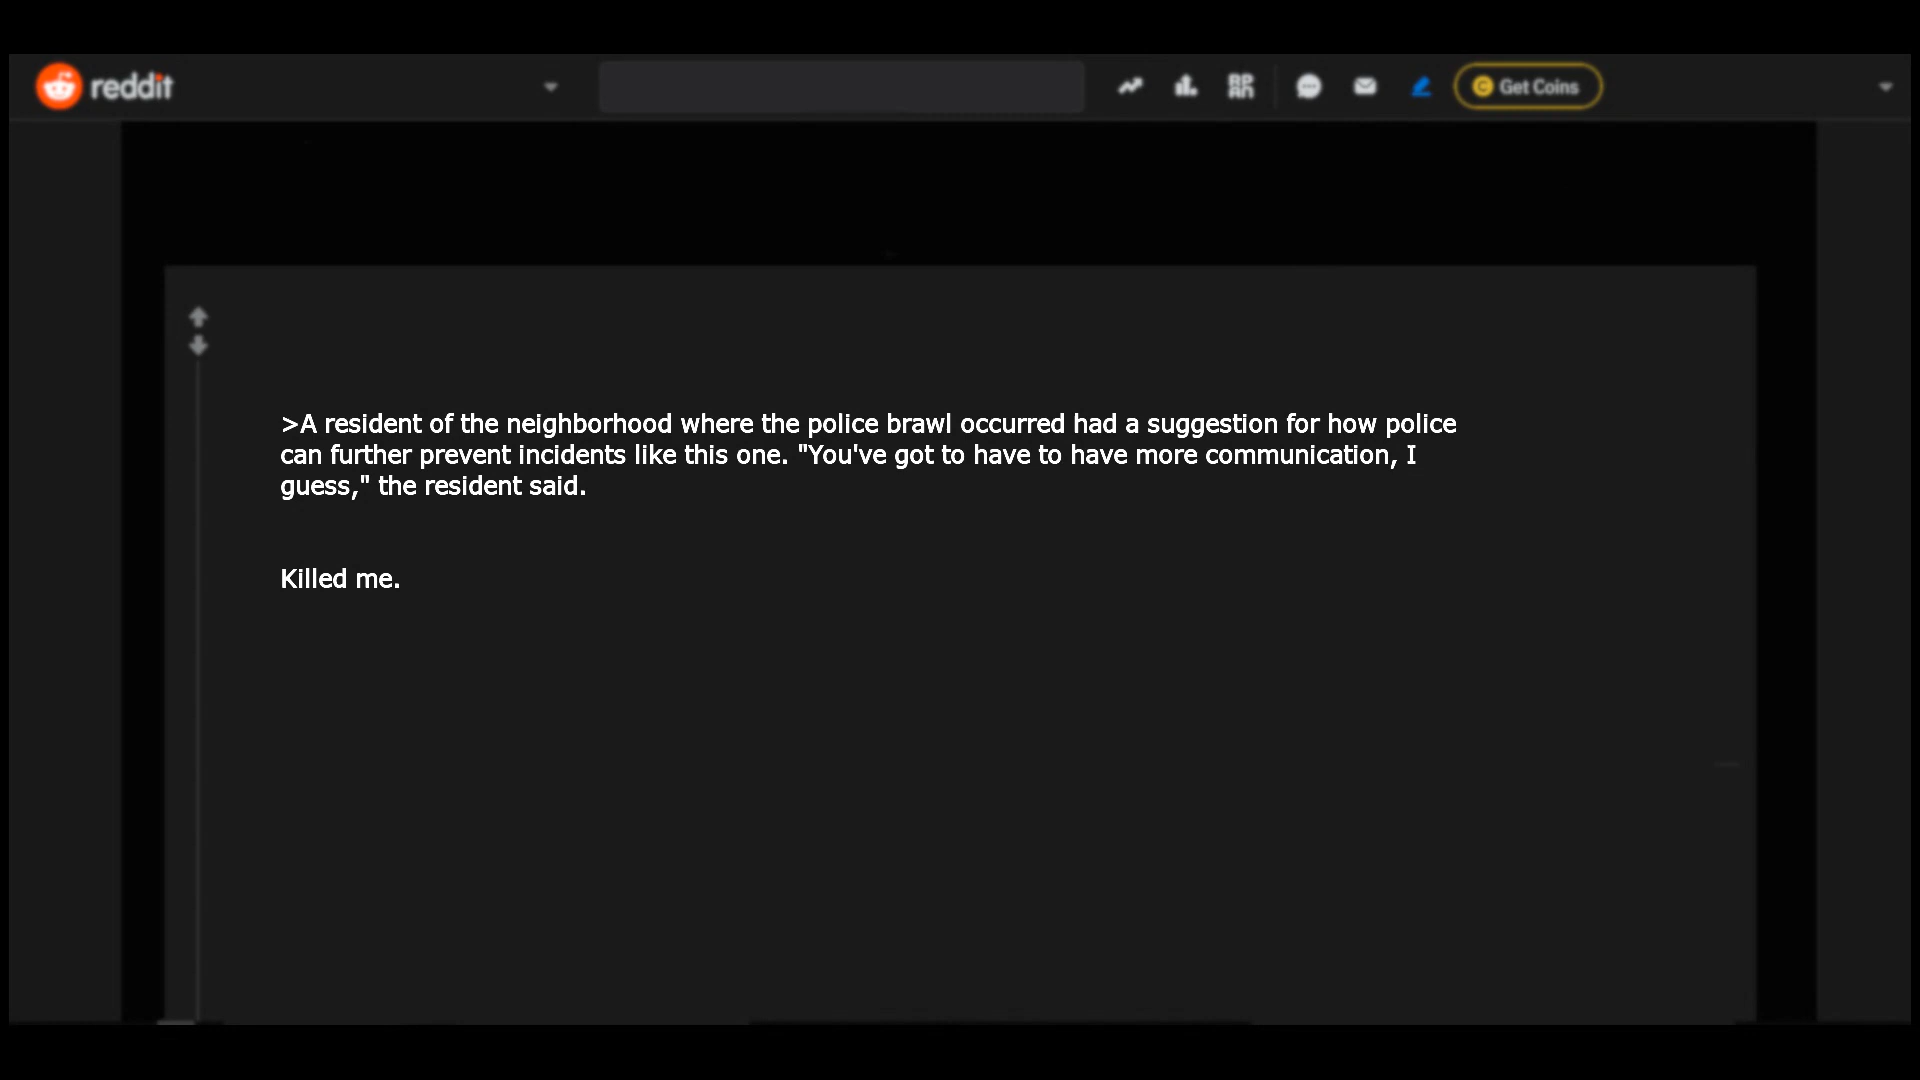 reddit
RP
AN
Get Coins
>A resident of the neighborhood where the police brawl occurred had a suggestion for how police
can further prevent incidents like this one. "You've got to have to have more communication, I
guess," the resident said.
Killed me.